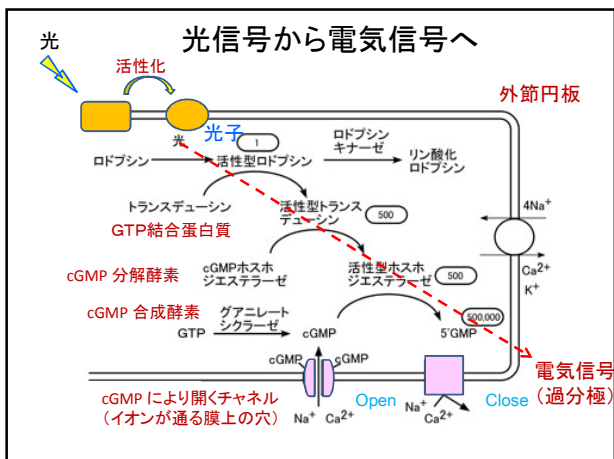 光信号から電気信号へ
光
活性化
外節円板
光子
光
1
ロドプシン
活性型ロドプシン
ロドプシン
キナーゼ
リン酸化
ロドプシン
トランスデューシン
活性型トランス
デューシン
500
4Na+
GTP結合蛋白質
Ca2+
K+
cGMP 分解酵素
cGMPホスホ
ジエステラーゼ
活性型ホスホ
ジエステラーゼ
500
cGMP 合成酵素
グアニレート
シクラーゼ
500,000
GTP
cGMP
5'GMP
cGMP
cGMP
電気信号
(過分極)
cGMP により開くチャネル
(イオンが通る膜上の穴)
Na+ Ca2+
Open
Na+
Ca2+
Close